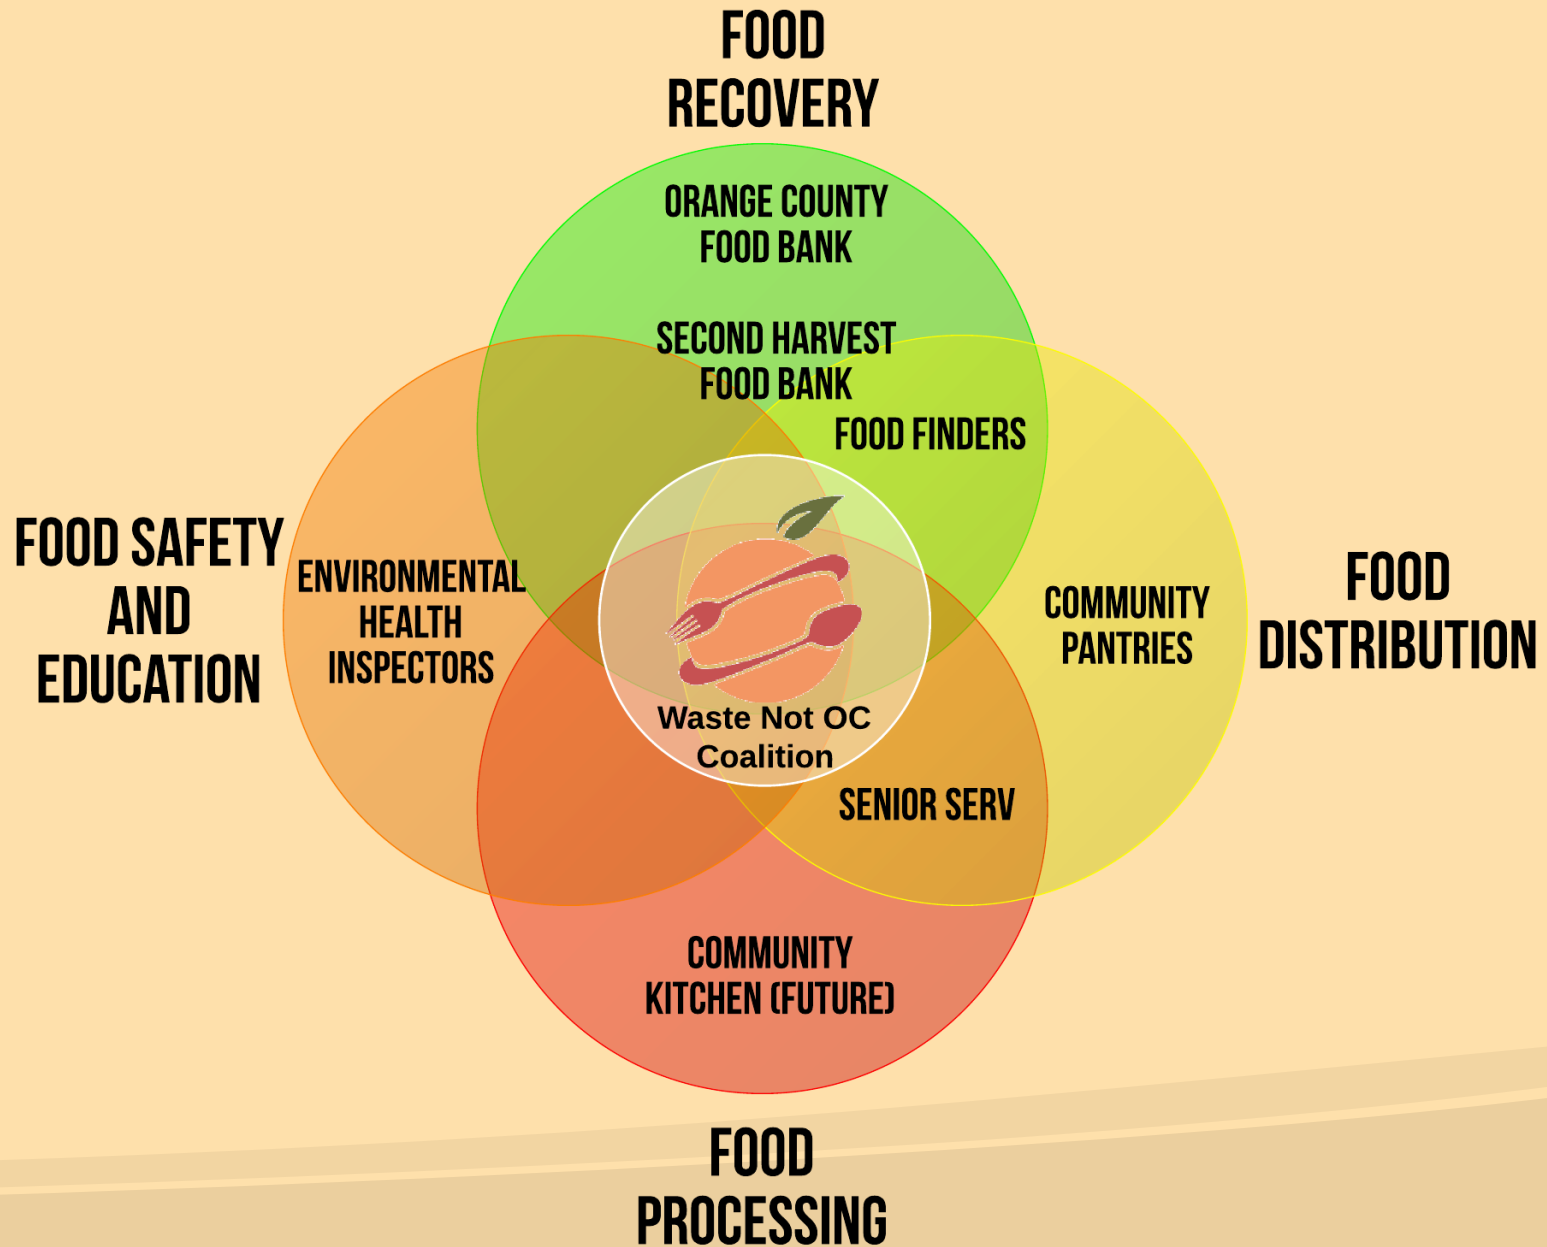 FOOD
RECOVERY
ORANGE COUNTY
FOOD BANK
SECOND HARVEST
FOOD BANK
FOOD FINDERS
FOOD SAFETY
AND
EDUCATION
ENVIRONMENTAL
HEALTH
INSPECTORS
COMMUNITY
PANTRIES
FOOD
DISTRIBUTION
Waste Not OC
Coalition
SENIOR SERV
COMMUNITY
KITCHEN (FUTURE)
FOOD
PROCESSING